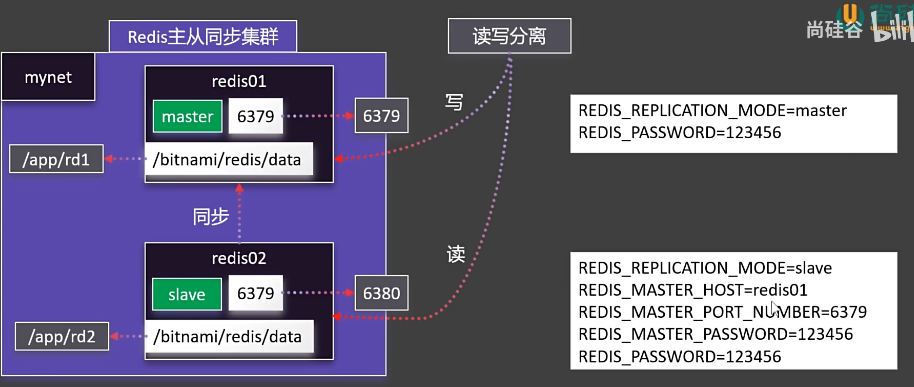 尚硅谷
Redis主从同步集群
读写分离
mynet
redis01
master
6379
6379
写
/app/rd1
/bitnami/redis/data
REDIS_REPLICATION_MODE=master
REDIS_PASSWORD=123456
同步
读
redis02
slave
6379
6380
/app/rd2
/bitnami/redis/data
REDIS_REPLICATION_MODE=slave
REDIS_MASTER_HOST=redis01
REDIS_MASTER_PORT_NUMBER=6379
REDIS_MASTER_PASSWORD=123456
REDIS_PASSWORD=123456